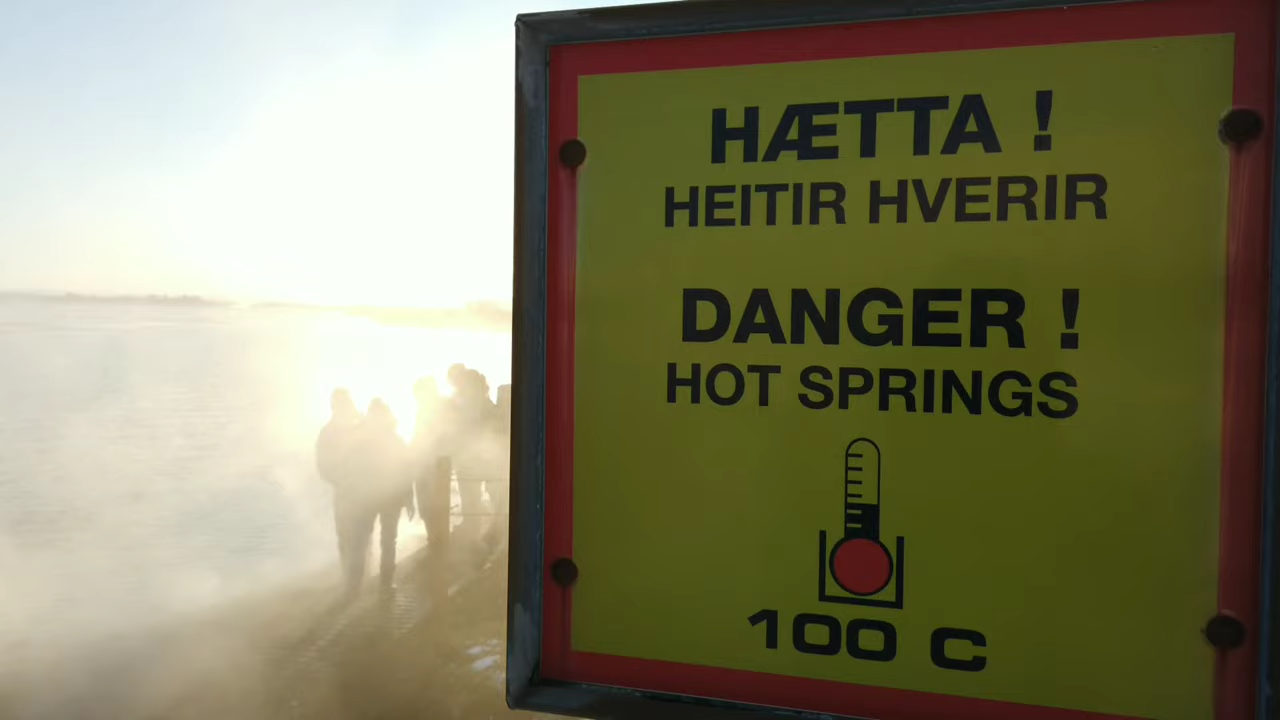 HÆTTA !
HEITIR HVERIR
DANGER !
HOT SPRINGS
100 C